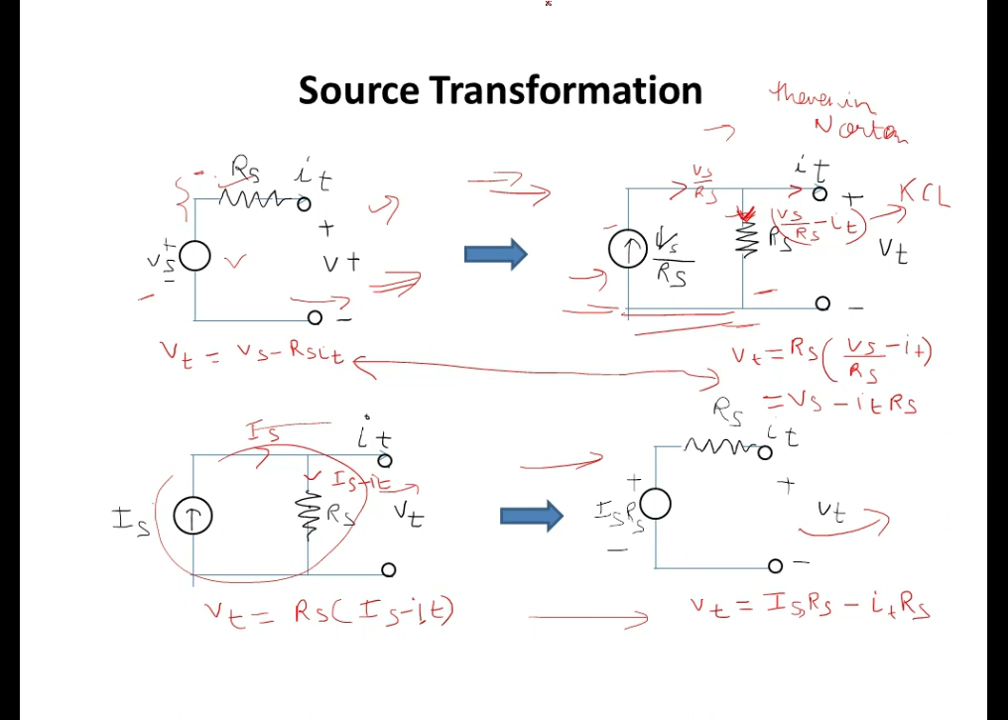 Source Transformation
thevenin
Norton
Rs it
+
vs
+
-
v t
-
Vt = Vs - Rsit
Vs/Rs
it
+
KCL
(Vs/Rs - it)
Vs/Rs
Rs
Vt
-
Vt = Rs(Vs/Rs - it)
= Vs - itRs
Is
it
Is-it
Is
Rs
Vt
Vt = Rs(Is-it)
Rs
it
+
+
IsRs
Vt
-
-
Vt = IsRs - itRs